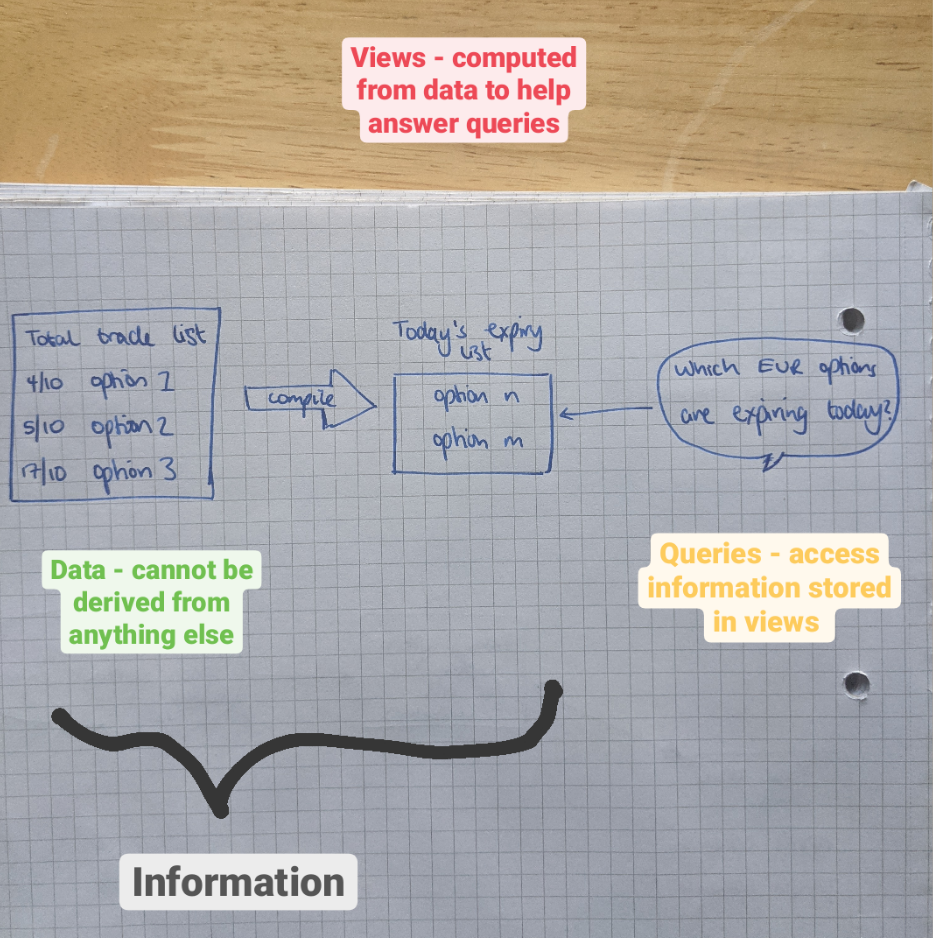 Views - computed
from data to help
answer queries
Total trade list
4/10 option 1
5/10 option 2
17/10 option 3
compile
Today's expiry
list
option n
option m
Which EUR options
are expiring today?
Data - cannot be
derived from
anything else
Queries - access
information stored
in views
Information